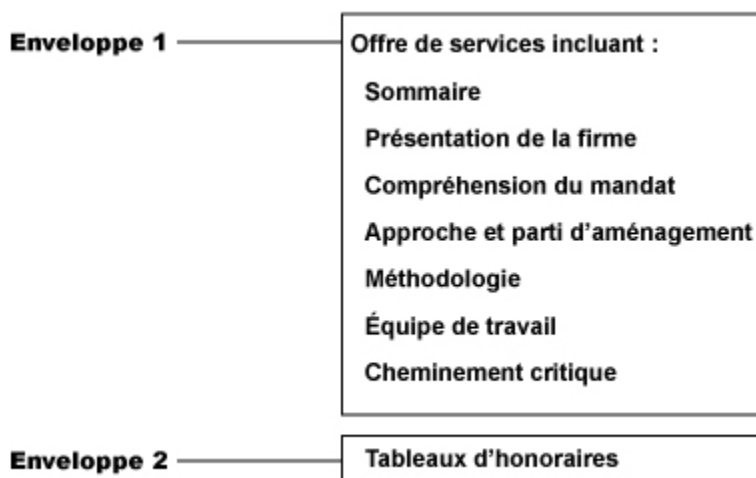 Enveloppe 1
Offre de services incluant :
Sommaire
Présentation de la firme
Compréhension du mandat
Approche et parti d'aménagement
Méthodologie
Équipe de travail
Cheminement critique
Enveloppe 2
Tableaux d'honoraires